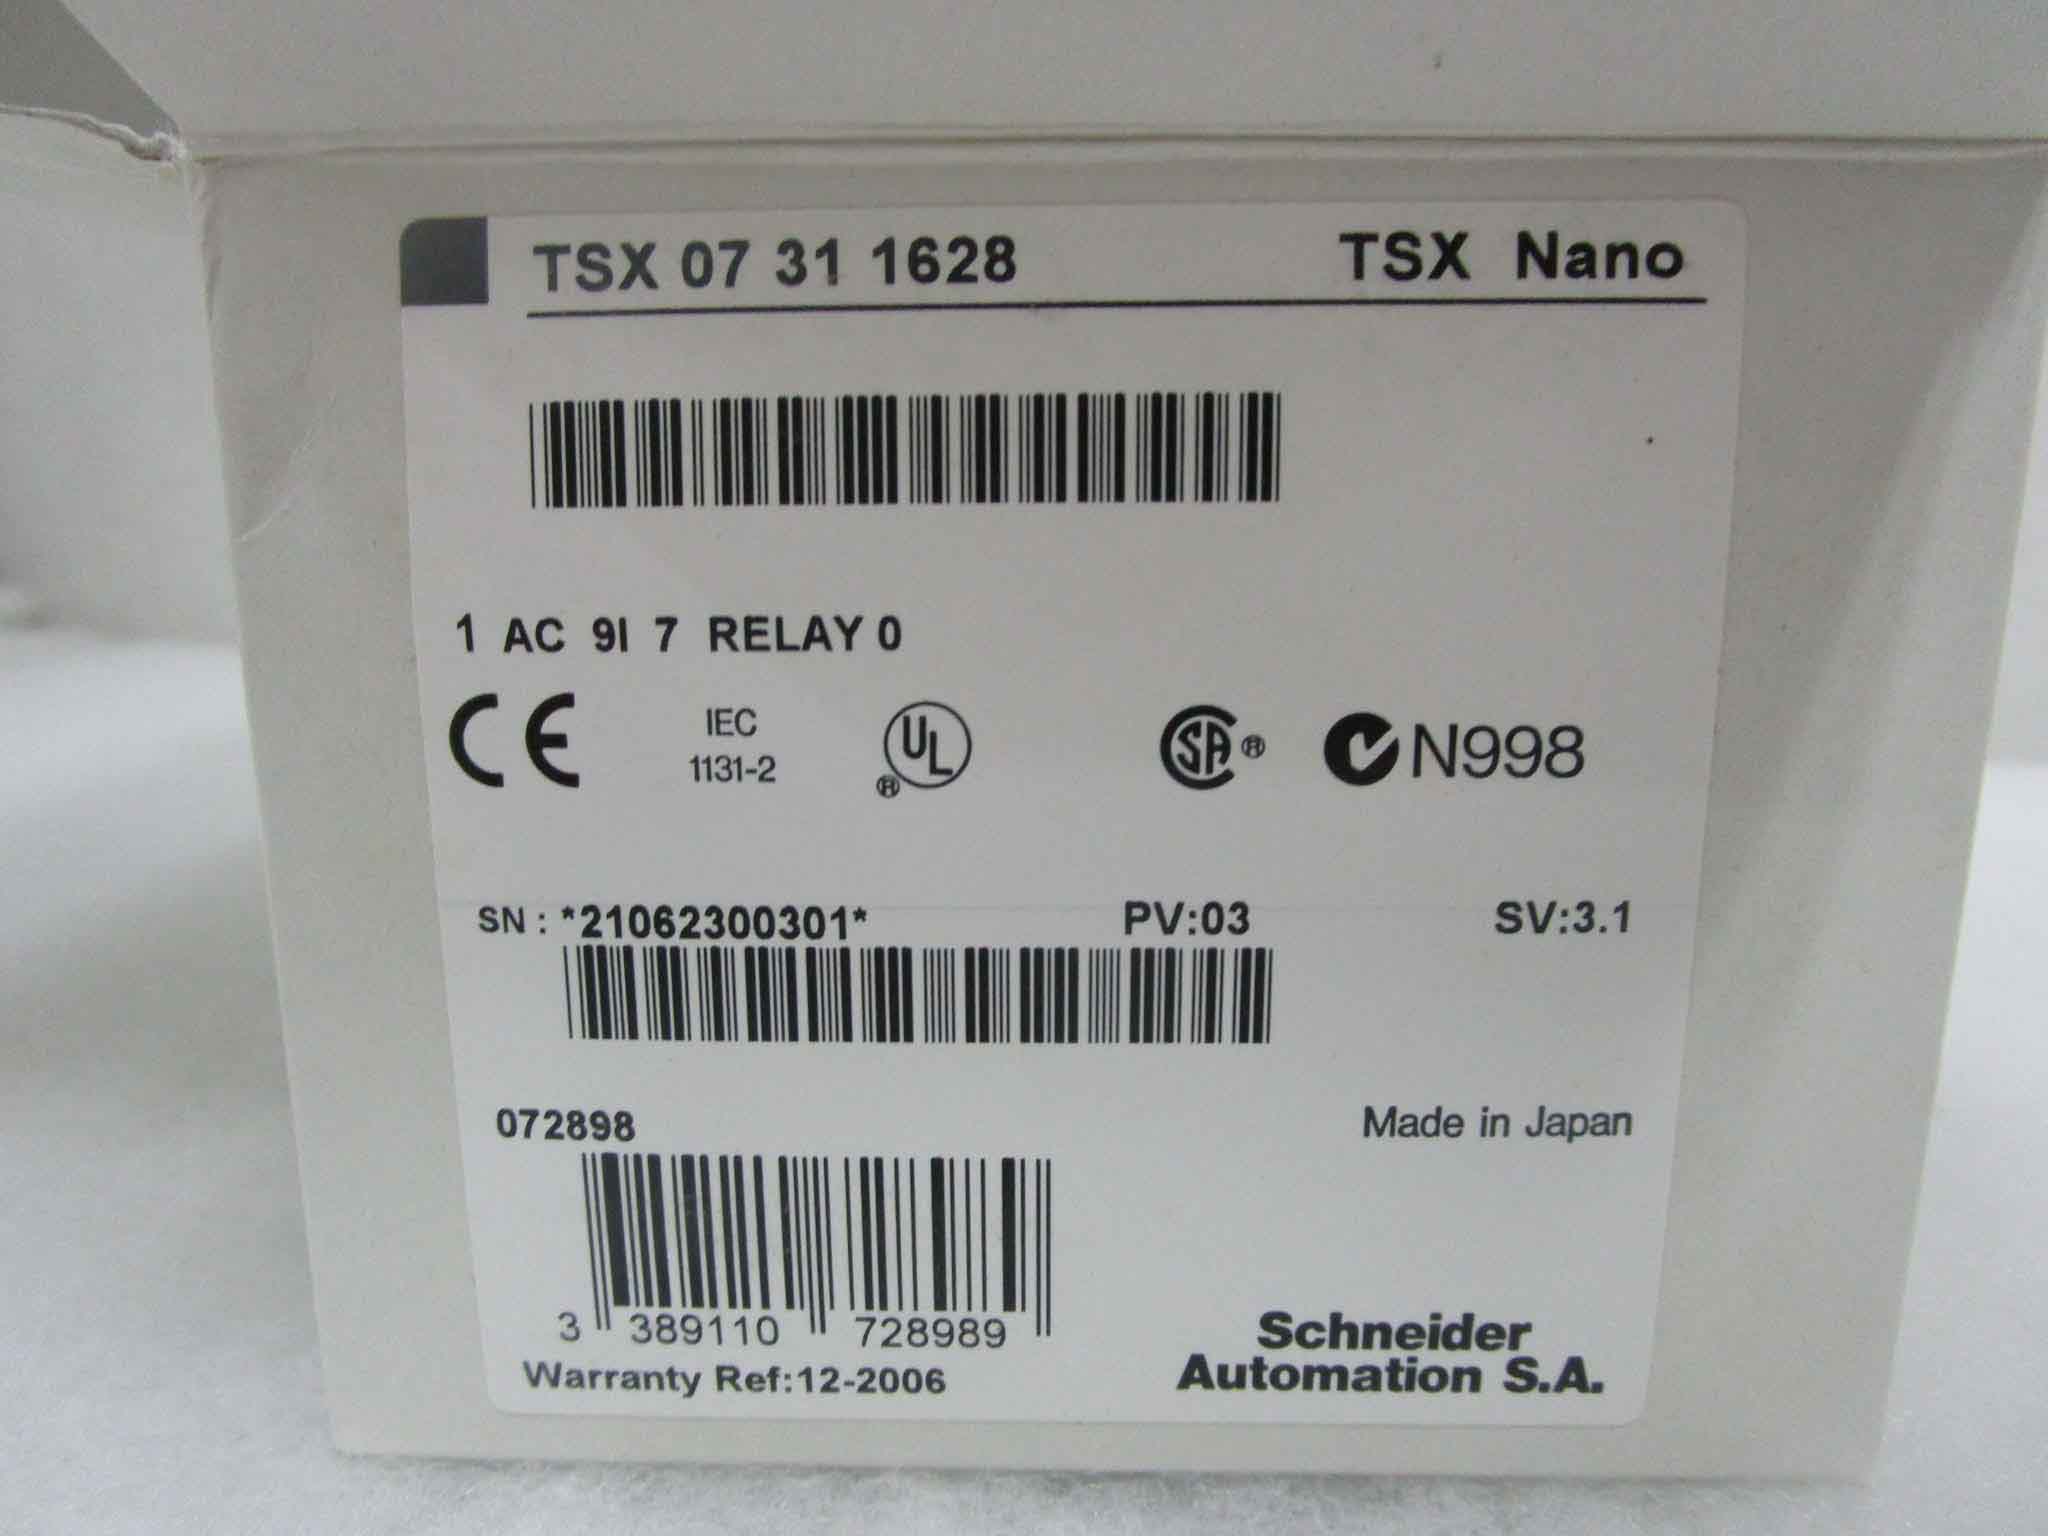 TSX 07 31 1628 TSX Nano
1 AC 9I 7 RELAY 0
CE IEC 1131-2 UL ® SA ® N998
SN : *21062300301* PV:03 SV:3.1
072898 Made in Japan
3 389110 728989
Warranty Ref:12-2006
Schneider
Automation S.A.